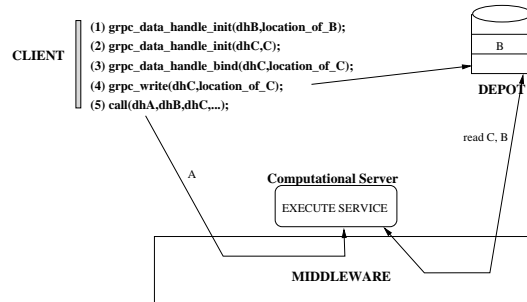 (1) grpc_data_handle_init(dhB,location_of_B);
(2) grpc_data_handle_init(dhC,C);
CLIENT
(3) grpc_data_handle_bind(dhC,location_of_C);
(4) grpc_write(dhC,location_of_C);
(5) call(dhA,dhB,dhC,...);
B
DEPOT
read C, B
A
Computational Server
EXECUTE SERVICE
MIDDLEWARE